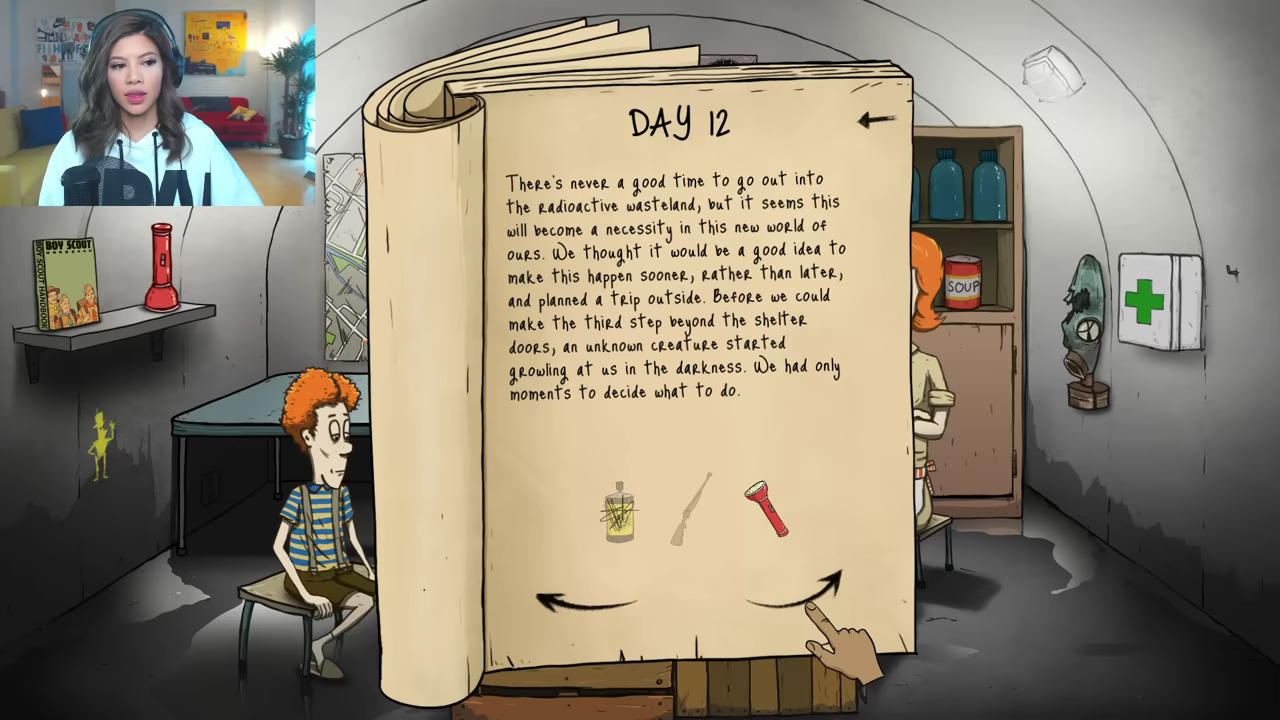 DAY 12
There's never a good time to go out into
the radioactive wasteland, but it seems this
will become a necessity in this new world of
ours. We thought it would be a good idea to
make this happen sooner, rather than later,
and planned a trip outside. Before we could
make the third step beyond the shelter
doors, an unknown creature started
growling at us in the darkness. We had only
moments to decide what to do.
BOY SCOUT
BOY SCOUT HANDBOOK
SOUP